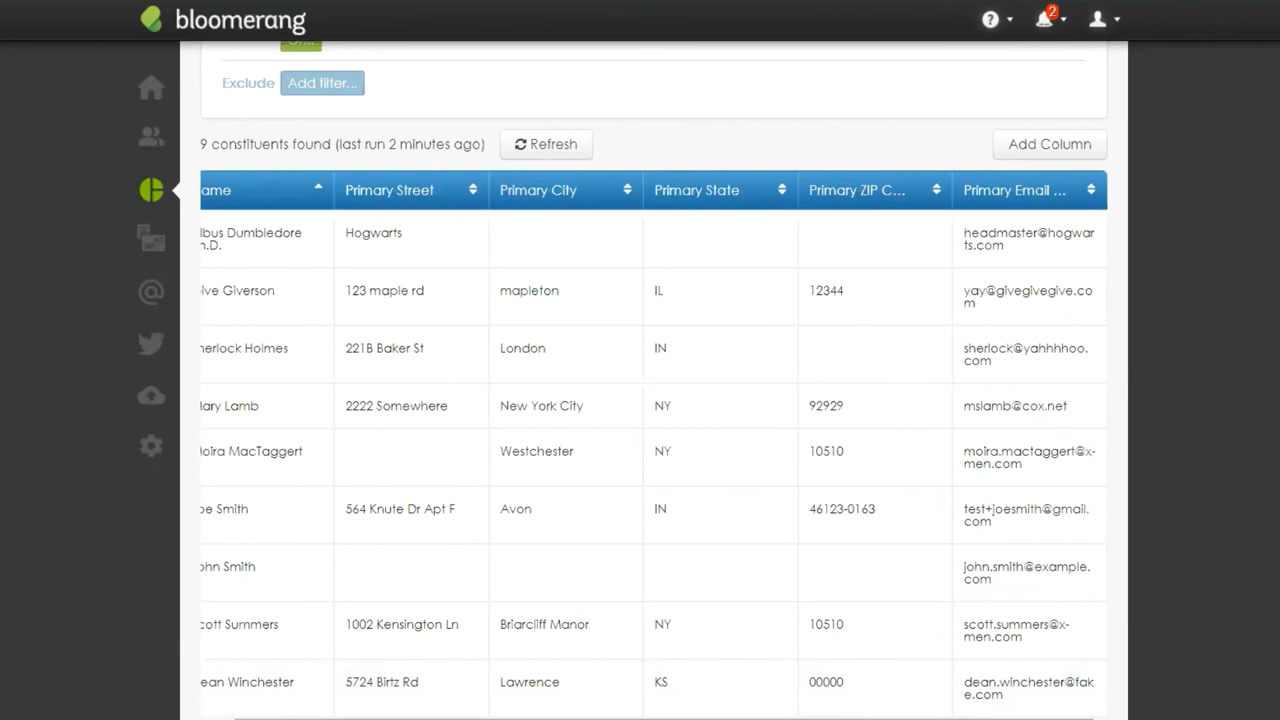 bloomerang
2
Exclude Add filter...
9 constituents found (last run 2 minutes ago) Refresh Add Column
ame Primary Street Primary City Primary State Primary ZIP C... Primary Email ...
lbus Dumbledore Hogwarts headmaster@hogwar
h.D. ts.com
ive Giverson 123 maple rd mapleton IL 12344 yay@givegivegive.co
m
herlock Holmes 221B Baker St London IN sherlock@yahhhhoo.
com
ary Lamb 2222 Somewhere New York City NY 92929 mslamb@cox.net
oira MacTaggert Westchester NY 10510 moira.mactaggert@x-
men.com
oe Smith 564 Knute Dr Apt F Avon IN 46123-0163 test+joesmith@gmail.
com
ohn Smith john.smith@example.
com
cott Summers 1002 Kensington Ln Briarcliff Manor NY 10510 scott.summers@x-
men.com
ean Winchester 5724 Birtz Rd Lawrence KS 00000 dean.winchester@fak
e.com